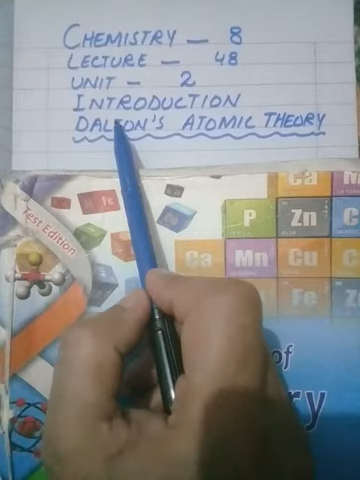 CHEMISTRY – 8
LECTURE – 48
UNIT – 2
INTRODUCTION
DALTON'S ATOMIC THEORY
Test Edition
Fe
Ca
P
Zn
Ca
Mn
Cu
C
Fe
Z
of
ry